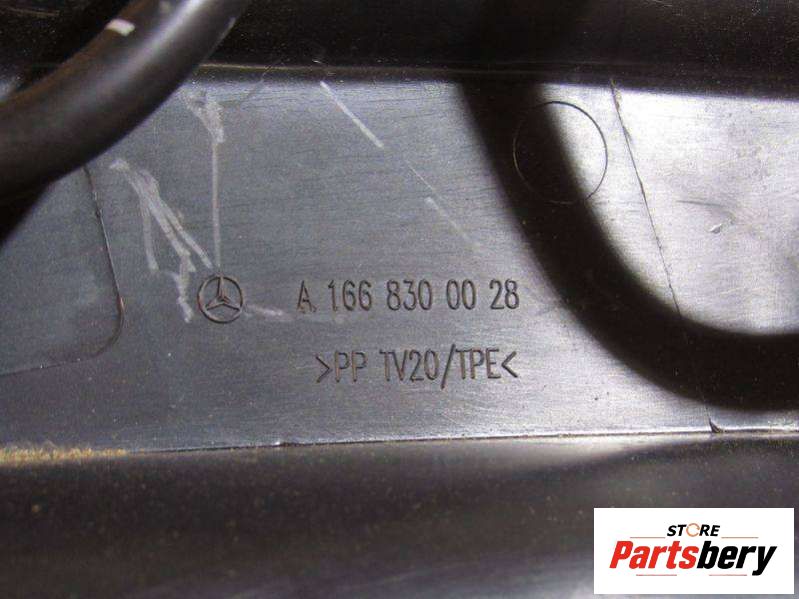 A 166 830 00 28
>PP TV20/TPE<
STORE
Partsbery